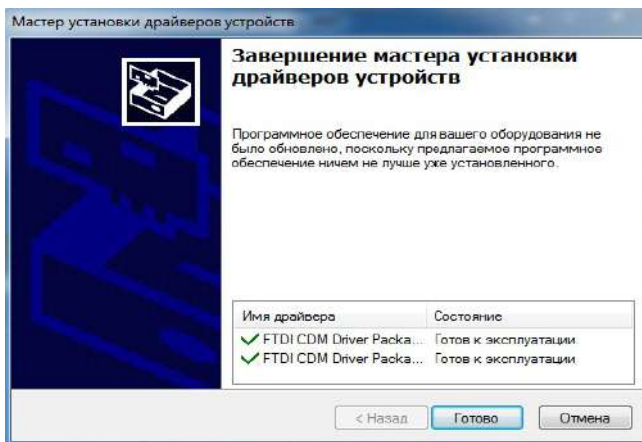 Мастер установки драйверов устройств
Завершение мастера установки
драйверов устройств
Программное обеспечение для вашего оборудования не
было обновлено, поскольку предлагаемое программное
обеспечение ничем не лучше уже установленного.
Имя драйвера Состояние
FTDI CDM Driver Packa... Готов к эксплуатации
FTDI CDM Driver Packa... Готов к эксплуатации
< Назад Готово Отмена